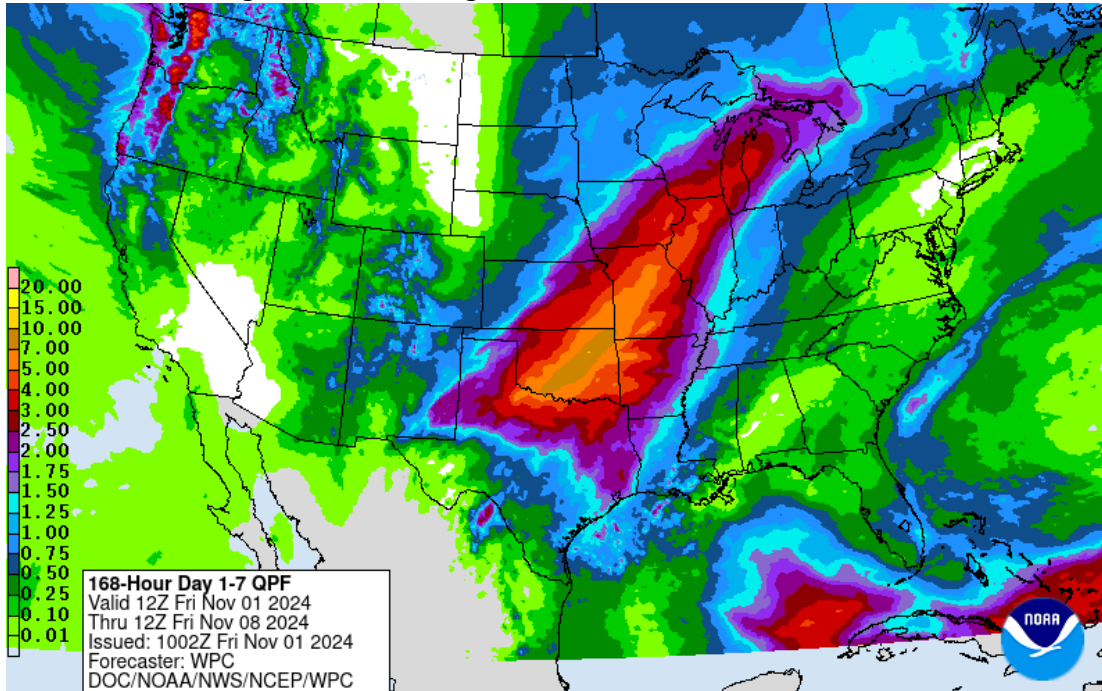 20.00
15.00
10.00
7.00
5.00
4.00
3.00
2.50
2.00
1.75
1.50
1.25
1.00
0.75
0.50
0.25
0.10
0.01
168-Hour Day 1-7 QPF
Valid 12Z Fri Nov 01 2024
Thru 12Z Fri Nov 08 2024
Issued: 1002Z Fri Nov 01 2024
Forecaster: WPC
DOC/NOAA/NWS/NCEP/WPC
NOAA